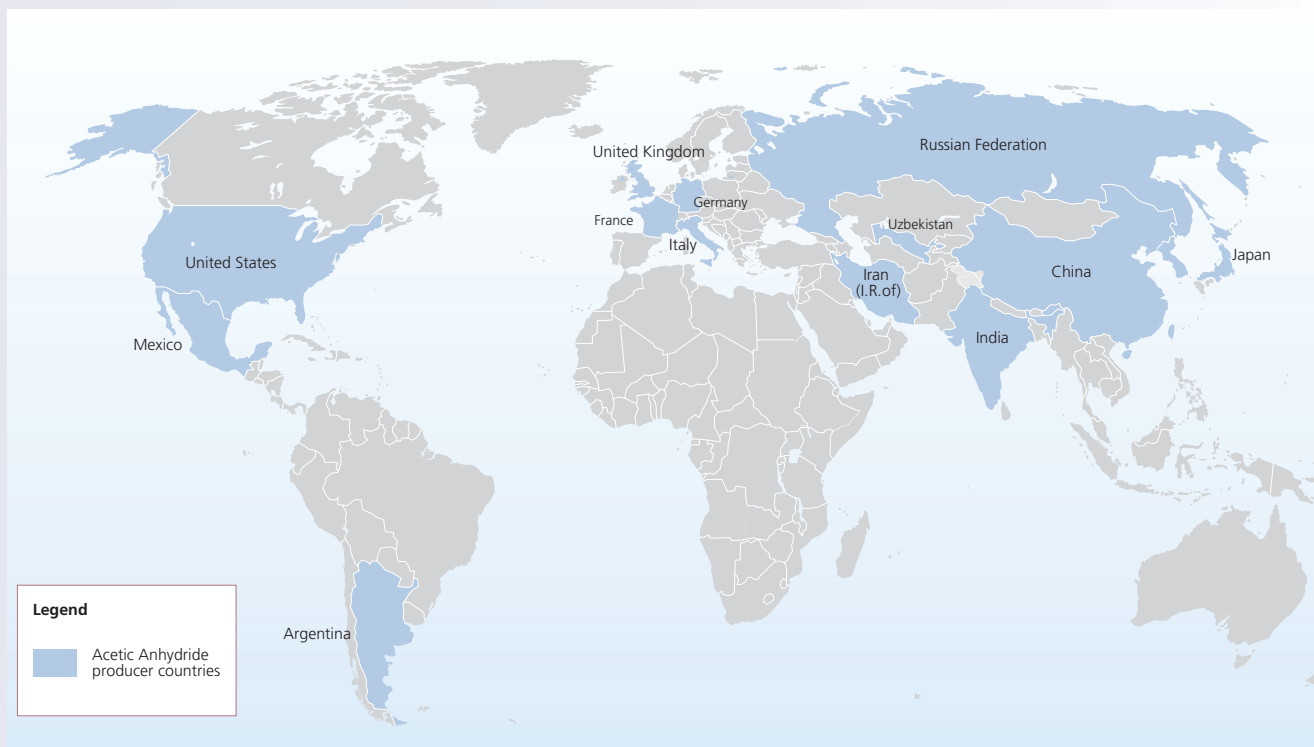 United Kingdom
Russian Federation
Germany
France
Uzbekistan
Italy
Japan
United States
China
Iran
(I.R.of)
India
Mexico
Argentina
Legend
Acetic Anhydride
producer countries